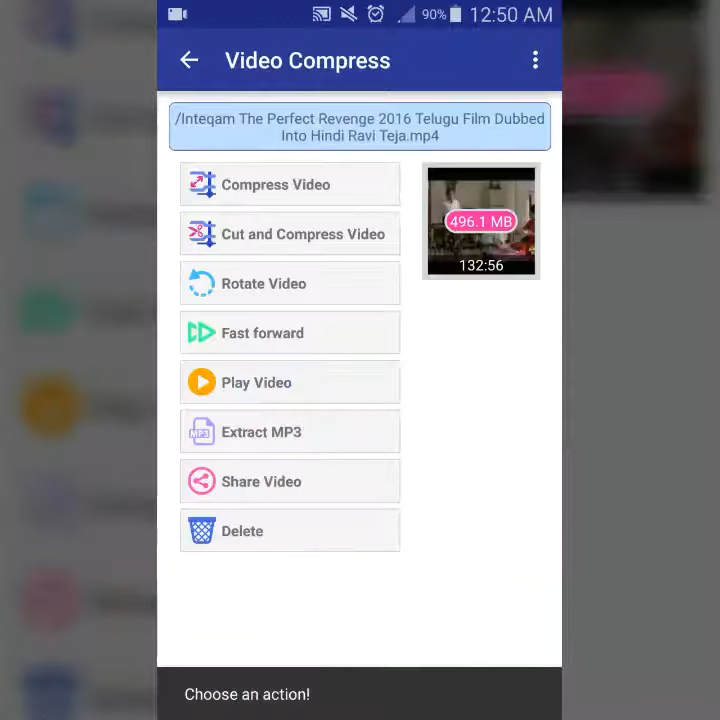 90% 12:50 AM
Video Compress
/Inteqam The Perfect Revenge 2016 Telugu Film Dubbed
Into Hindi Ravi Teja.mp4
Compress Video
496.1 MB
132:56
Cut and Compress Video
Rotate Video
Fast forward
Play Video
MP3
Extract MP3
Share Video
Delete
Choose an action!